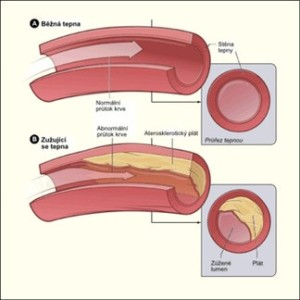 A Běžná tepna
Stěna
tepny
Normální
průtok krve
Průřez tepnou
B Zužující
se tepna
Abnormální
průtok krve
Aterosklerotický plát
Zúžené
lumen
Plát